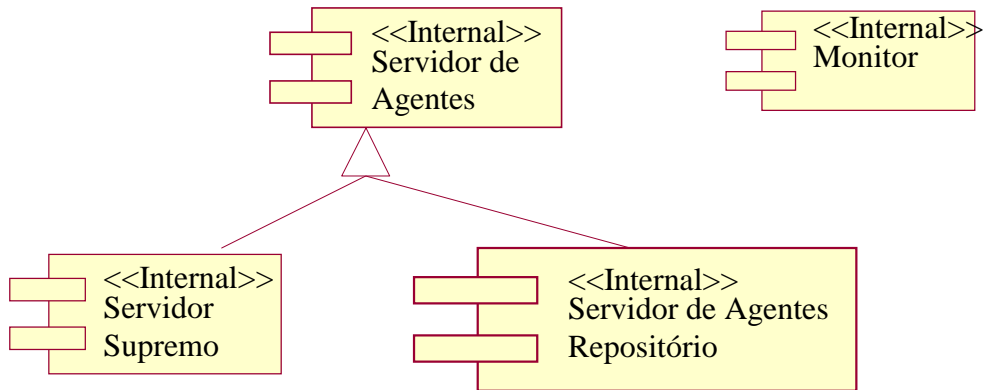 <<Internal>>
Servidor de
Agentes
<<Internal>>
Monitor
<<Internal>>
Servidor
Supremo
<<Internal>>
Servidor de Agentes
Repositório